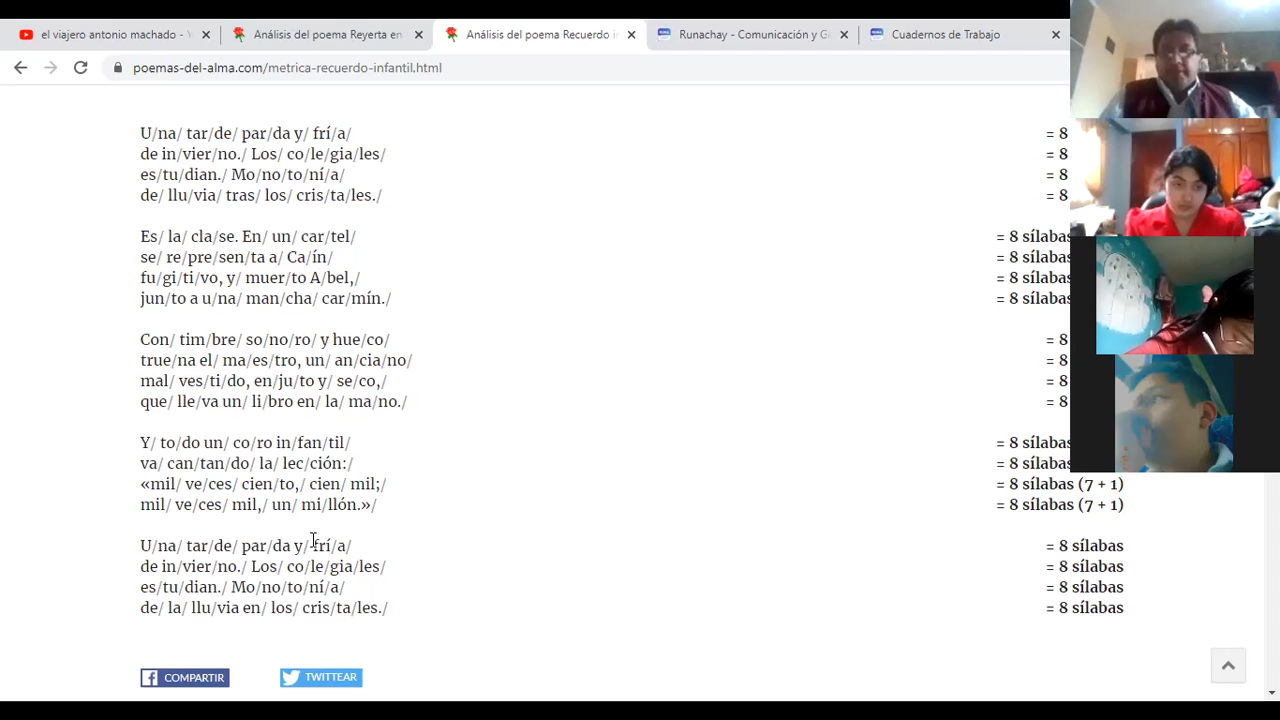 el viajero antonio machado - Y
Análisis del poema Reyerta en
Análisis del poema Recuerdo i
Runachay - Comunicación y G
Cuadernos de Trabajo
poemas-del-alma.com/metrica-recuerdo-infantil.html
U/na/ tar/de/ par/da y/ frí/a/ = 8
de in/vier/no./ Los/ co/le/gia/les/ = 8
es/tu/dian./ Mo/no/to/ní/a/ = 8
de/ llu/via/ tras/ los/ cris/ta/les./ = 8
Es/ la/ cla/se. En/ un/ car/tel/ = 8 sílabas
se/ re/pre/sen/ta a/ Ca/ín/ = 8 sílabas
fu/gi/ti/vo, y/ muer/to A/bel,/ = 8 sílabas
jun/to a u/na/ man/cha/ car/mín./ = 8 sílabas
Con/ tim/bre/ so/no/ro/ y hue/co/ = 8
true/na el/ ma/es/tro, un/ an/cia/no/ = 8
mal/ ves/ti/do, en/ju/to y/ se/co,/ = 8
que/ lle/va un/ li/bro en/ la/ ma/no./ = 8
Y/ to/do un/ co/ro in/fan/til/ = 8 sílabas
va/ can/tan/do/ la/ lec/ción:/ = 8 sílabas
«mil/ ve/ces/ cien/to,/ cien/ mil;/ = 8 sílabas (7 + 1)
mil/ ve/ces/ mil,/ un/ mi/llón.»/ = 8 sílabas (7 + 1)
U/na/ tar/de/ par/da y/ frí/a/ = 8 sílabas
de in/vier/no./ Los/ co/le/gia/les/ = 8 sílabas
es/tu/dian./ Mo/no/to/ní/a/ = 8 sílabas
de/ la/ llu/via en/ los/ cris/ta/les./ = 8 sílabas
COMPARTIR
TWITTEAR